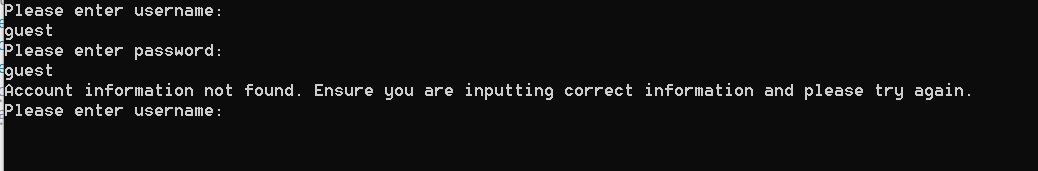 Please enter username:
guest
Please enter password:
guest
Account information not found. Ensure you are inputting correct information and please try again.
Please enter username: